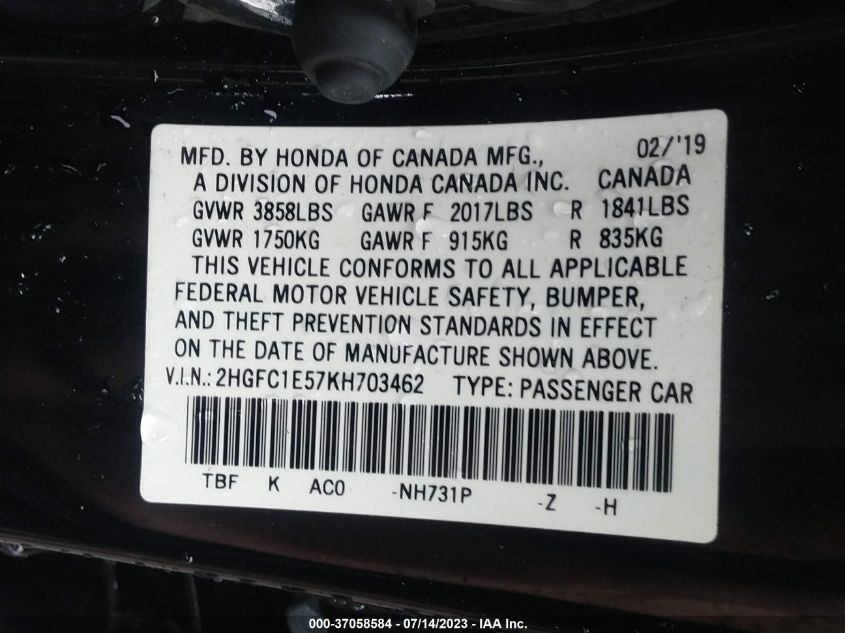 MFD. BY HONDA OF CANADA MFG., 02/'19
A DIVISION OF HONDA CANADA INC. CANADA
GVWR 3858LBS GAWR F 2017LBS R 1841LBS
GVWR 1750KG GAWR F 915KG R 835KG
THIS VEHICLE CONFORMS TO ALL APPLICABLE
FEDERAL MOTOR VEHICLE SAFETY, BUMPER,
AND THEFT PREVENTION STANDARDS IN EFFECT
ON THE DATE OF MANUFACTURE SHOWN ABOVE.
V.I.N.: 2HGFC1E57KH703462 TYPE: PASSENGER CAR
TBF K AC0 -NH731P -Z -H
000-37058584 - 07/14/2023 - IAA Inc.